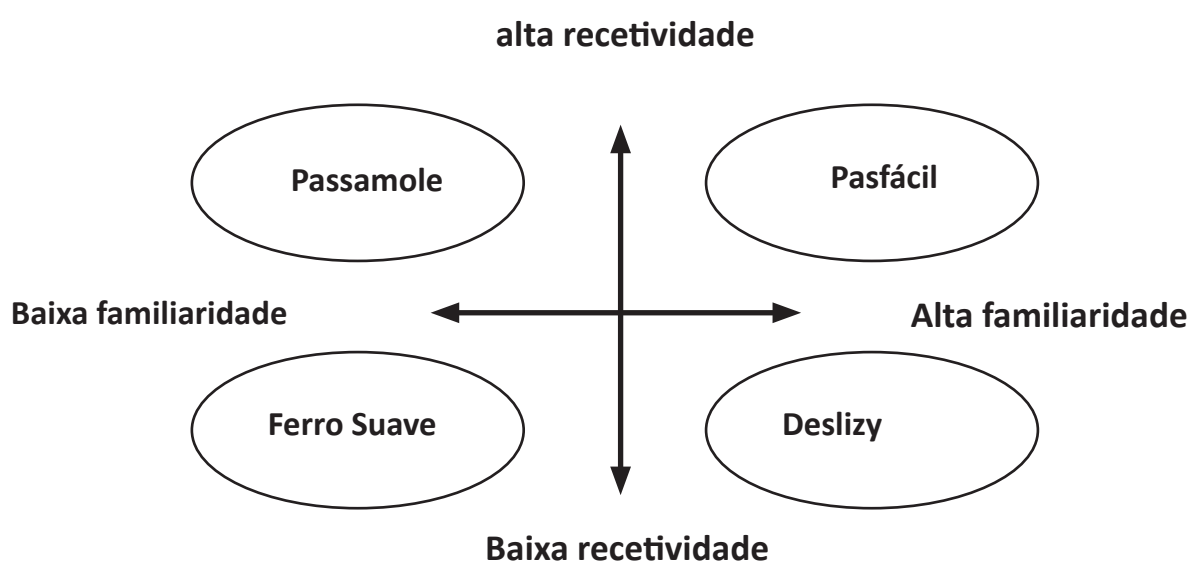 alta recetividade
Passamole
Pasfácil
Baixa familiaridade
Alta familiaridade
Ferro Suave
Deslizy
Baixa recetividade